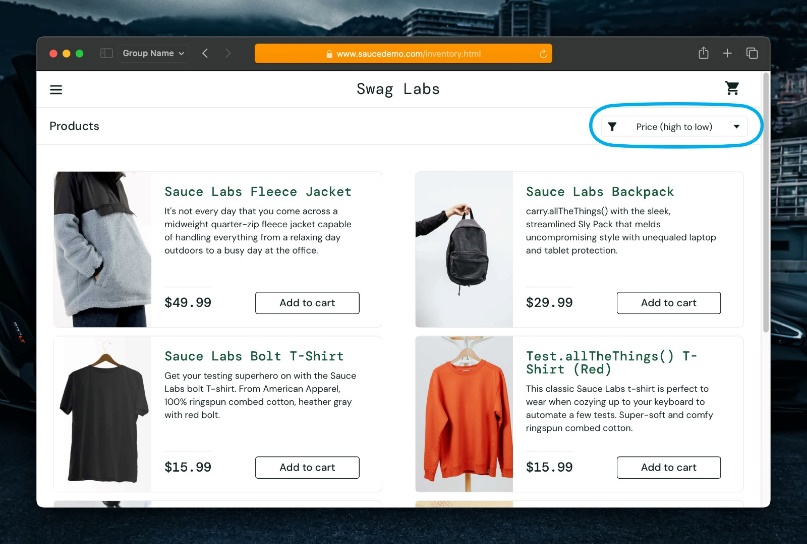 Group Name
www.saucedemo.com/inventory.html
Swag Labs
Products
Price (high to low)
Sauce Labs Fleece Jacket
It's not every day that you come across a
midweight quarter-zip fleece jacket capable
of handling everything from a relaxing day
outdoors to a busy day at the office.
$49.99
Add to cart
Sauce Labs Backpack
carry.allTheThings() with the sleek,
streamlined Sly Pack that melds
uncompromising style with unequaled laptop
and tablet protection.
$29.99
Add to cart
Sauce Labs Bolt T-Shirt
Get your testing superhero on with the Sauce
Labs bolt T-shirt. From American Apparel,
100% ringspun combed cotton, heather gray
with red bolt.
$15.99
Add to cart
Test.allTheThings() T-
Shirt (Red)
This classic Sauce Labs t-shirt is perfect to
wear when cozying up to your keyboard to
automate a few tests. Super-soft and comfy
ringspun combed cotton.
$15.99
Add to cart